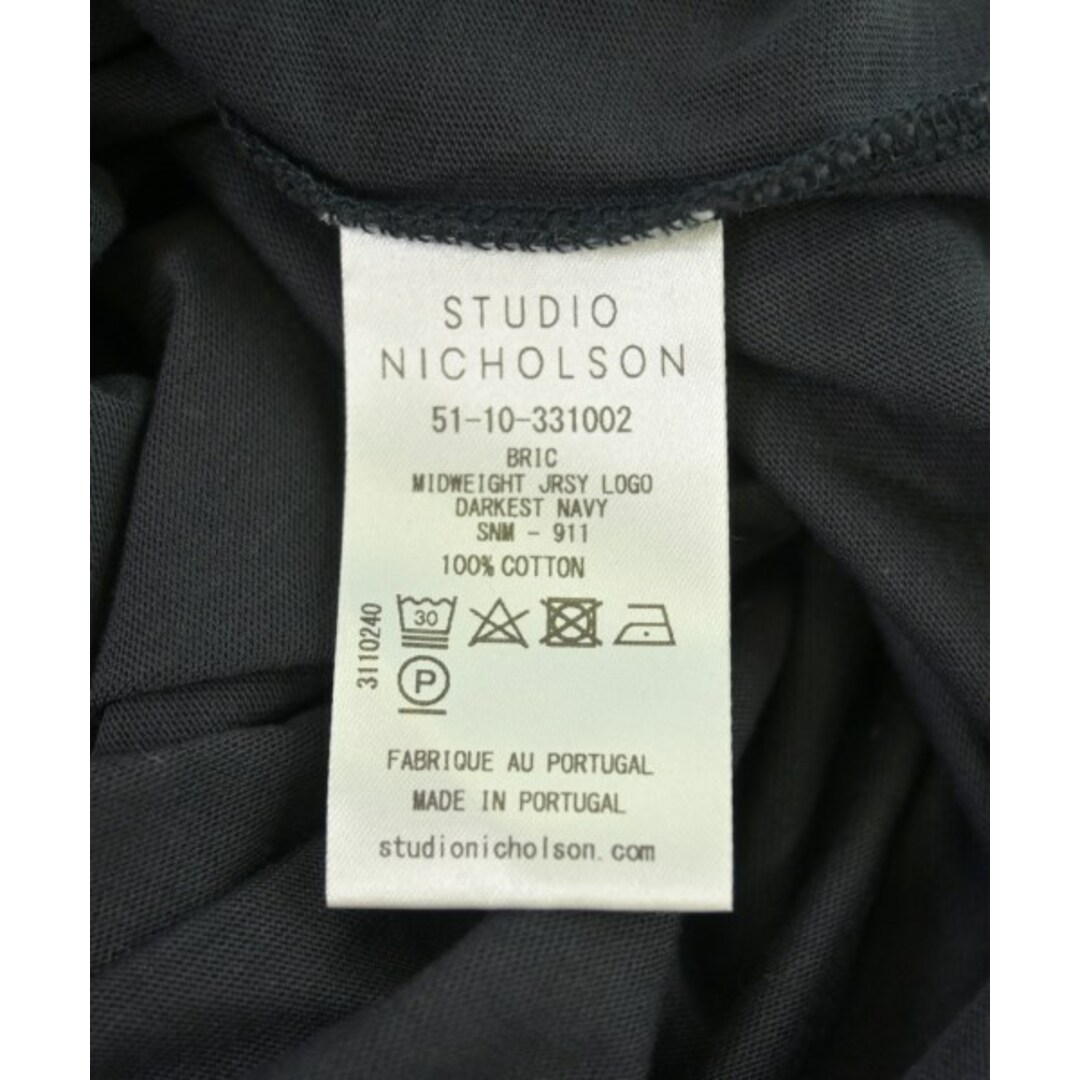 STUDIO
NICHOLSON
51-10-331002
BRIC
MIDWEIGHT JRSY LOGO
DARKEST NAVY
SNM - 911
100% COTTON
30
3110240
P
FABRIQUE AU PORTUGAL
MADE IN PORTUGAL
studionicholson.com